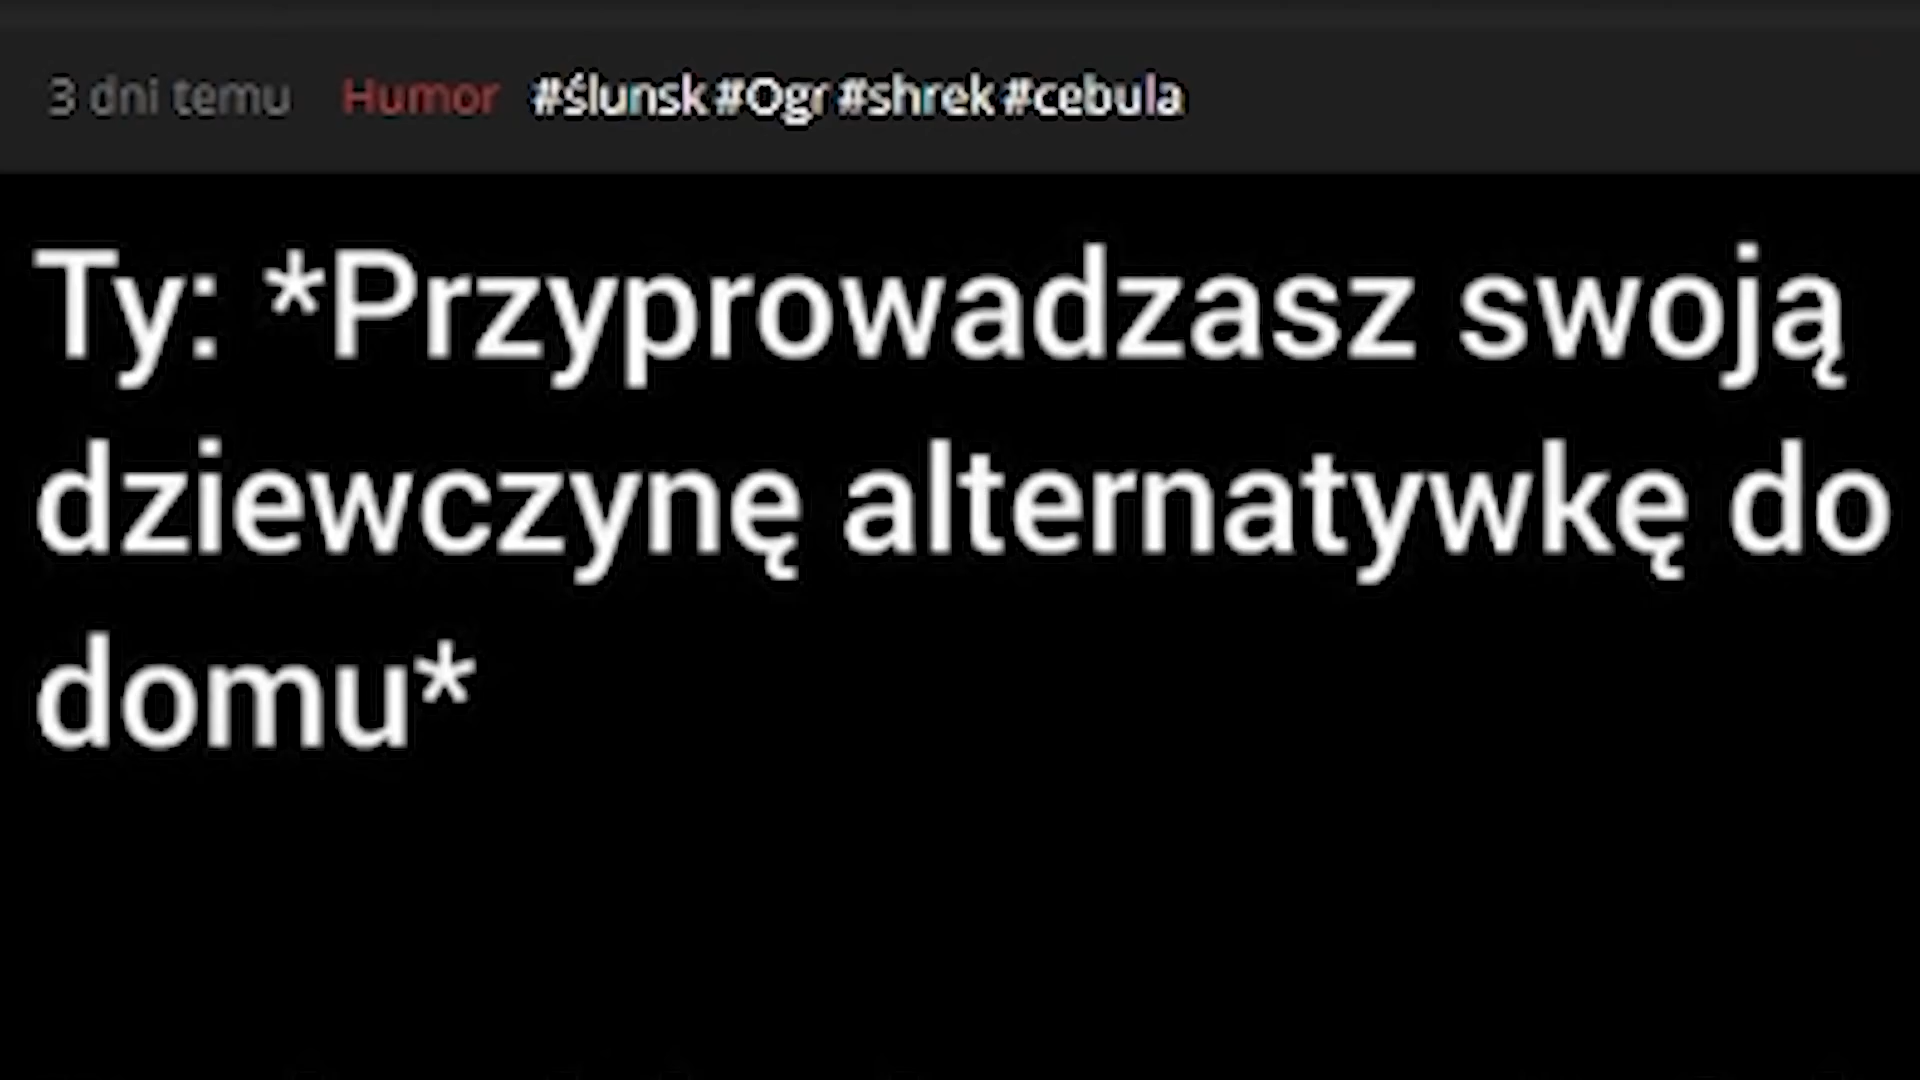 3 dni temu Humor #ślunsk #Ogr #shrek #cebula
Ty: *Przyprowadzasz swoją
dziewczynę alternatywkę do
domu*